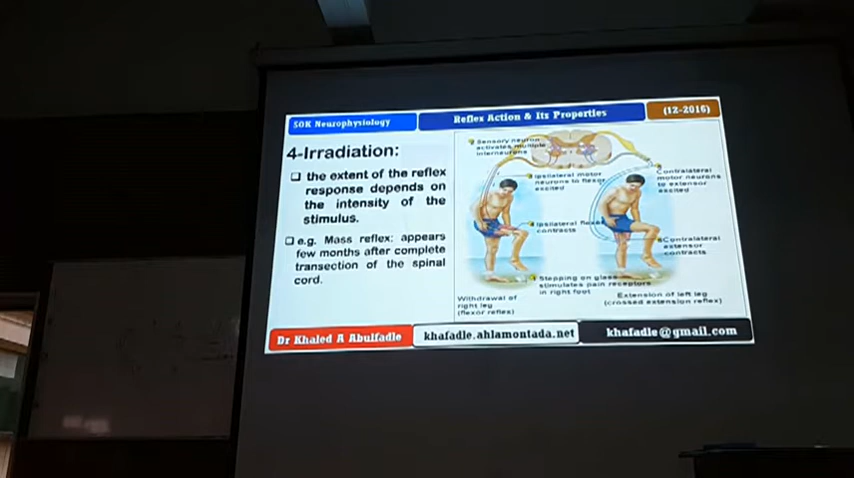 SOK Neurophysiology
Reflex Action & Its Properties
(12-2016)
4-Irradiation:
the extent of the reflex
response depends on
the intensity of the
stimulus.
e.g. Mass reflex: appears
few months after complete
transection of the spinal
cord.
Sensory neuron
activates multiple
interneurons
Ipsilateral motor
neurons to flexor
excited
Ipsilateral flexor
contracts
Stepping on glass
stimulates pain receptors
in right foot
Withdrawal of
right leg
(flexor reflex)
Contralateral
motor neurons
to extensor
excited
Contralateral
extensor
contracts
Extension of left leg
(crossed extension reflex)
Dr Khaled A Abulfadle
khafadle.ahlamontada.net
khafadle@gmail.com